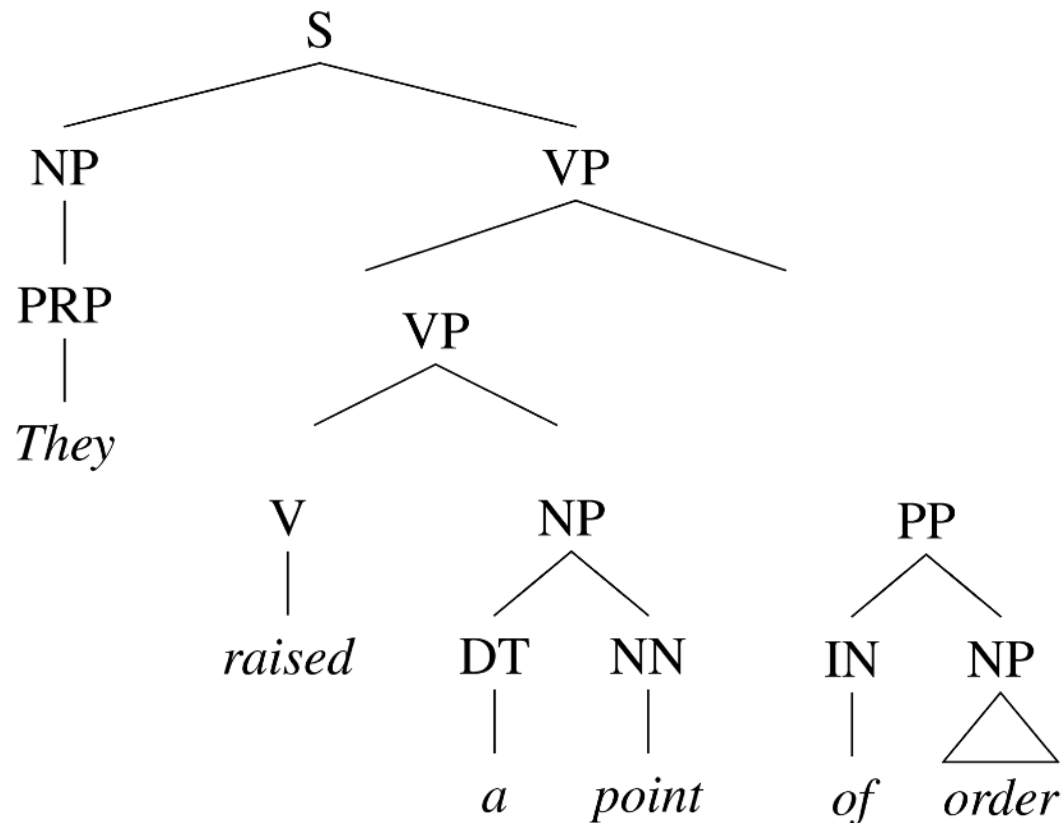 S
NP VP
PRP
VP
They
V NP PP
raised DT NN IN NP
a point of order